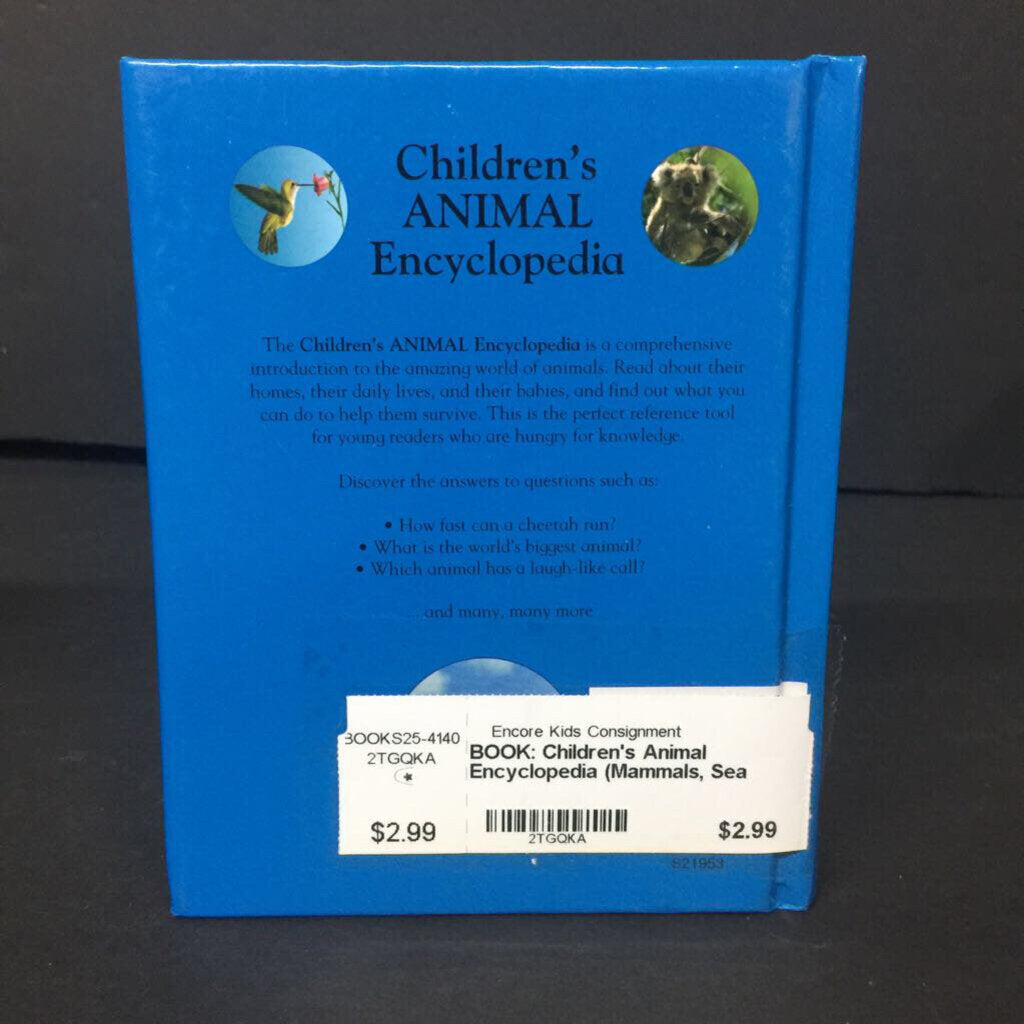 Children's
ANIMAL
Encyclopedia
The Children's ANIMAL Encyclopedia is a comprehensive
introduction to the amazing world of animals. Read about their
homes, their daily lives, and their babies, and find out what you
can do to help them survive. This is the perfect reference tool
for young readers who are hungry for knowledge.
Discover the answers to questions such as:
• How fast can a cheetah run?
• What is the world's biggest animal?
• Which animal has a laugh-like call?
....and many, many more
BOOKS25-4140
2TGQKA
$2.99
Encore Kids Consignment
BOOK: Children's Animal
Encyclopedia (Mammals, Sea
2TGQKA
$2.99
S21953